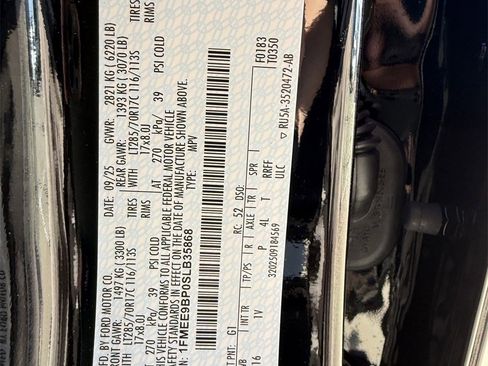 BY FORD MOTOR CO.
09/25 GVWR: 2821 KG ( 6220 LB)
FRONT GAWR: 1497 KG (3300 LB) REAR GAWR: 1393 KG (3070 LB)
LT285/70R17C 116/113S TIRES WITH LT285/70R17C 116/113S TIRES
17x8.0J RIMS 17x8.0J RIMS
270 kPa/ 39 PSI COLD AT 270 kPa/ 39 PSI COLD
VEHICLE CONFORMS TO ALL APPLICABLE FEDERAL MOTOR VEHICLE
SAFETY STANDARDS IN EFFECT ON THE DATE OF MANUFACTURE SHOWN ABOVE.
1FMEE9BP0SLB35868 TYPE: MPV
PNT: G1 RC: 52 DSO: F0183
T0350
WB INT TR TP/PS R AXLE TR SPR
16 1V P 4L T RRFF
ULC
3202509184569 RU5A-3520472-AB